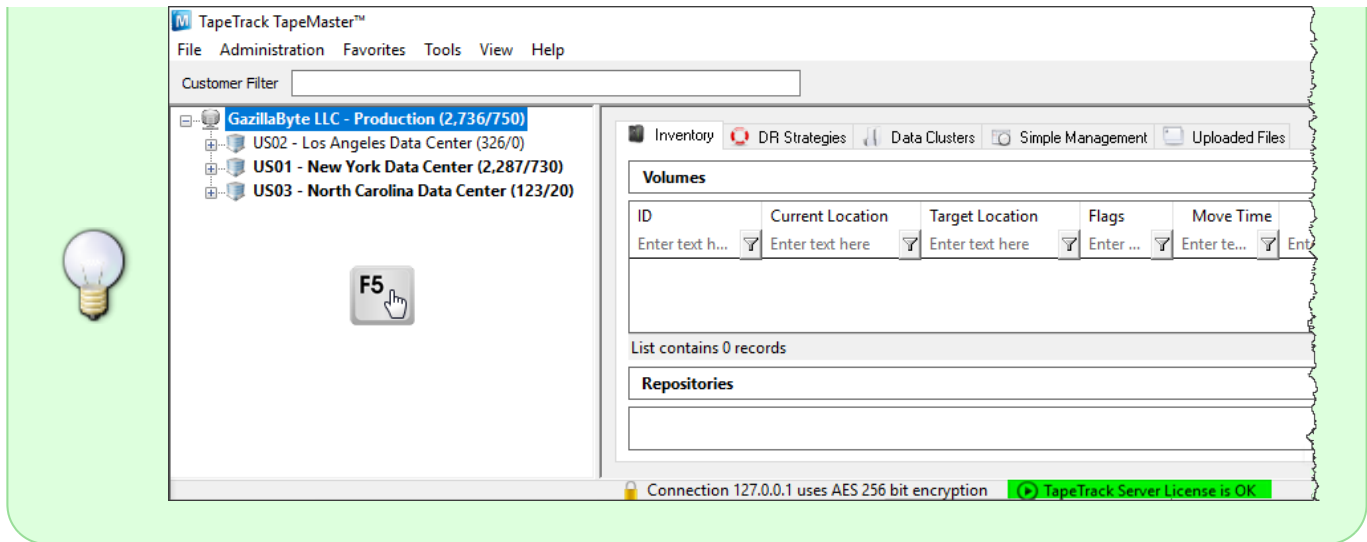 TapeTrack TapeMaster™
File Administration Favorites Tools View Help
Customer Filter
GazillaByte LLC - Production (2,736/750)
US02 - Los Angeles Data Center (326/0)
US01 - New York Data Center (2,287/730)
US03 - North Carolina Data Center (123/20)
F5
Inventory DR Strategies Data Clusters Simple Management Uploaded Files
Volumes
ID Current Location Target Location Flags Move Time
Enter text h... Enter text here Enter text here Enter ... Enter te... Ent
List contains 0 records
Repositories
Connection 127.0.0.1 uses AES 256 bit encryption TapeTrack Server License is OK